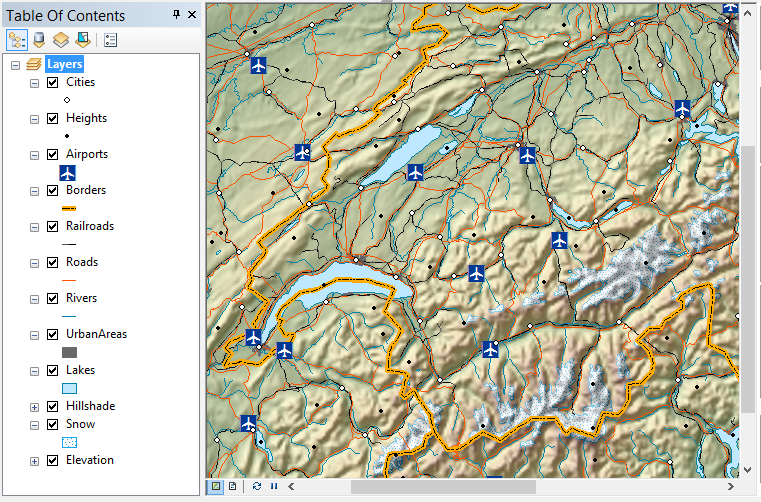 Table Of Contents
Layers
Cities
Heights
Airports
Borders
Railroads
Roads
Rivers
UrbanAreas
Lakes
Hillshade
Snow
Elevation